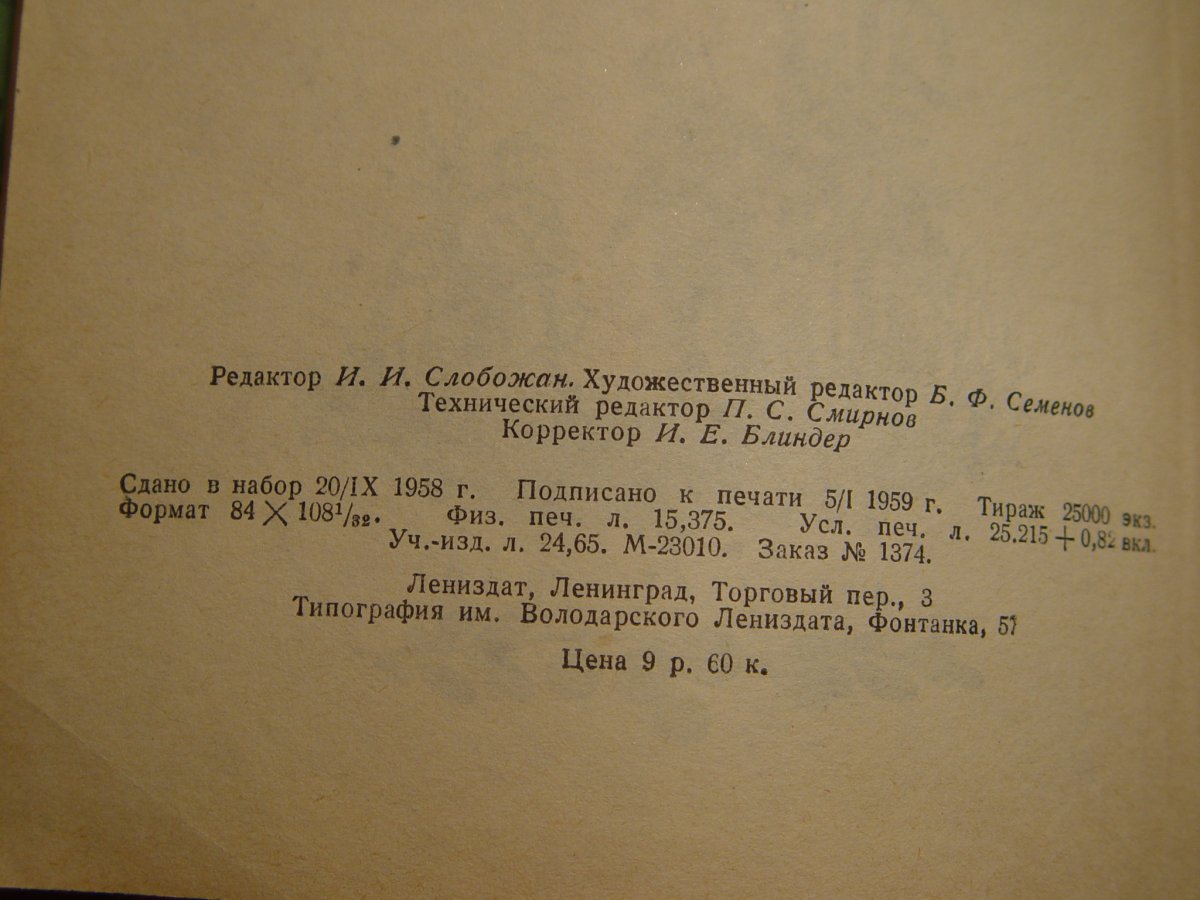 Редактор И. И. Слобожан. Художественный редактор Б. Ф. Семенов
Технический редактор П. С. Смирнов
Корректор И. Е. Блиндер
Сдано в набор 20/IX 1958 г. Подписано к печати 5/I 1959 г. Тираж 25000 экз.
Формат 84 × 108¹/₃₂. Физ. печ. л. 15,375. Усл. печ. л. 25.215 + 0,82 вкл.
Уч.-изд. л. 24,65. М-23010. Заказ № 1374.
Лениздат, Ленинград, Торговый пер., 3
Типография им. Володарского Лениздата, Фонтанка, 57
Цена 9 р. 60 к.